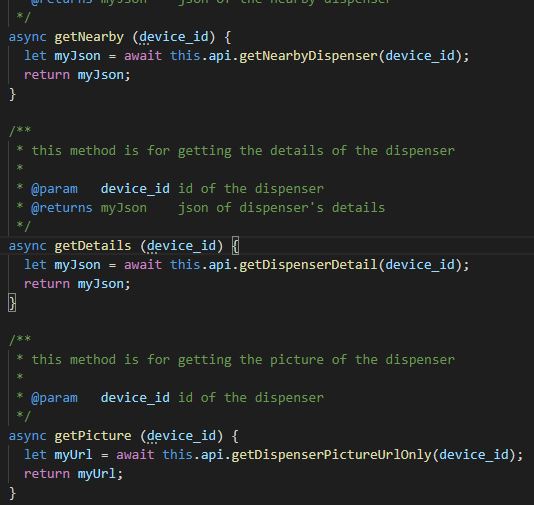 * @returns myJson    json of the nearby dispenser
*/
async getNearby (device_id) {
  let myJson = await this.api.getNearbyDispenser(device_id);
  return myJson;
}
/**
 * this method is for getting the details of the dispenser
 *
 * @param   device_id id of the dispenser
 * @returns myJson    json of dispenser's details
 */
async getDetails (device_id) {
  let myJson = await this.api.getDispenserDetail(device_id);
  return myJson;
}
/**
 * this method is for getting the picture of the dispenser
 *
 * @param   device_id id of the dispenser
 */
async getPicture (device_id) {
  let myUrl = await this.api.getDispenserPictureUrlOnly(device_id);
  return myUrl;
}